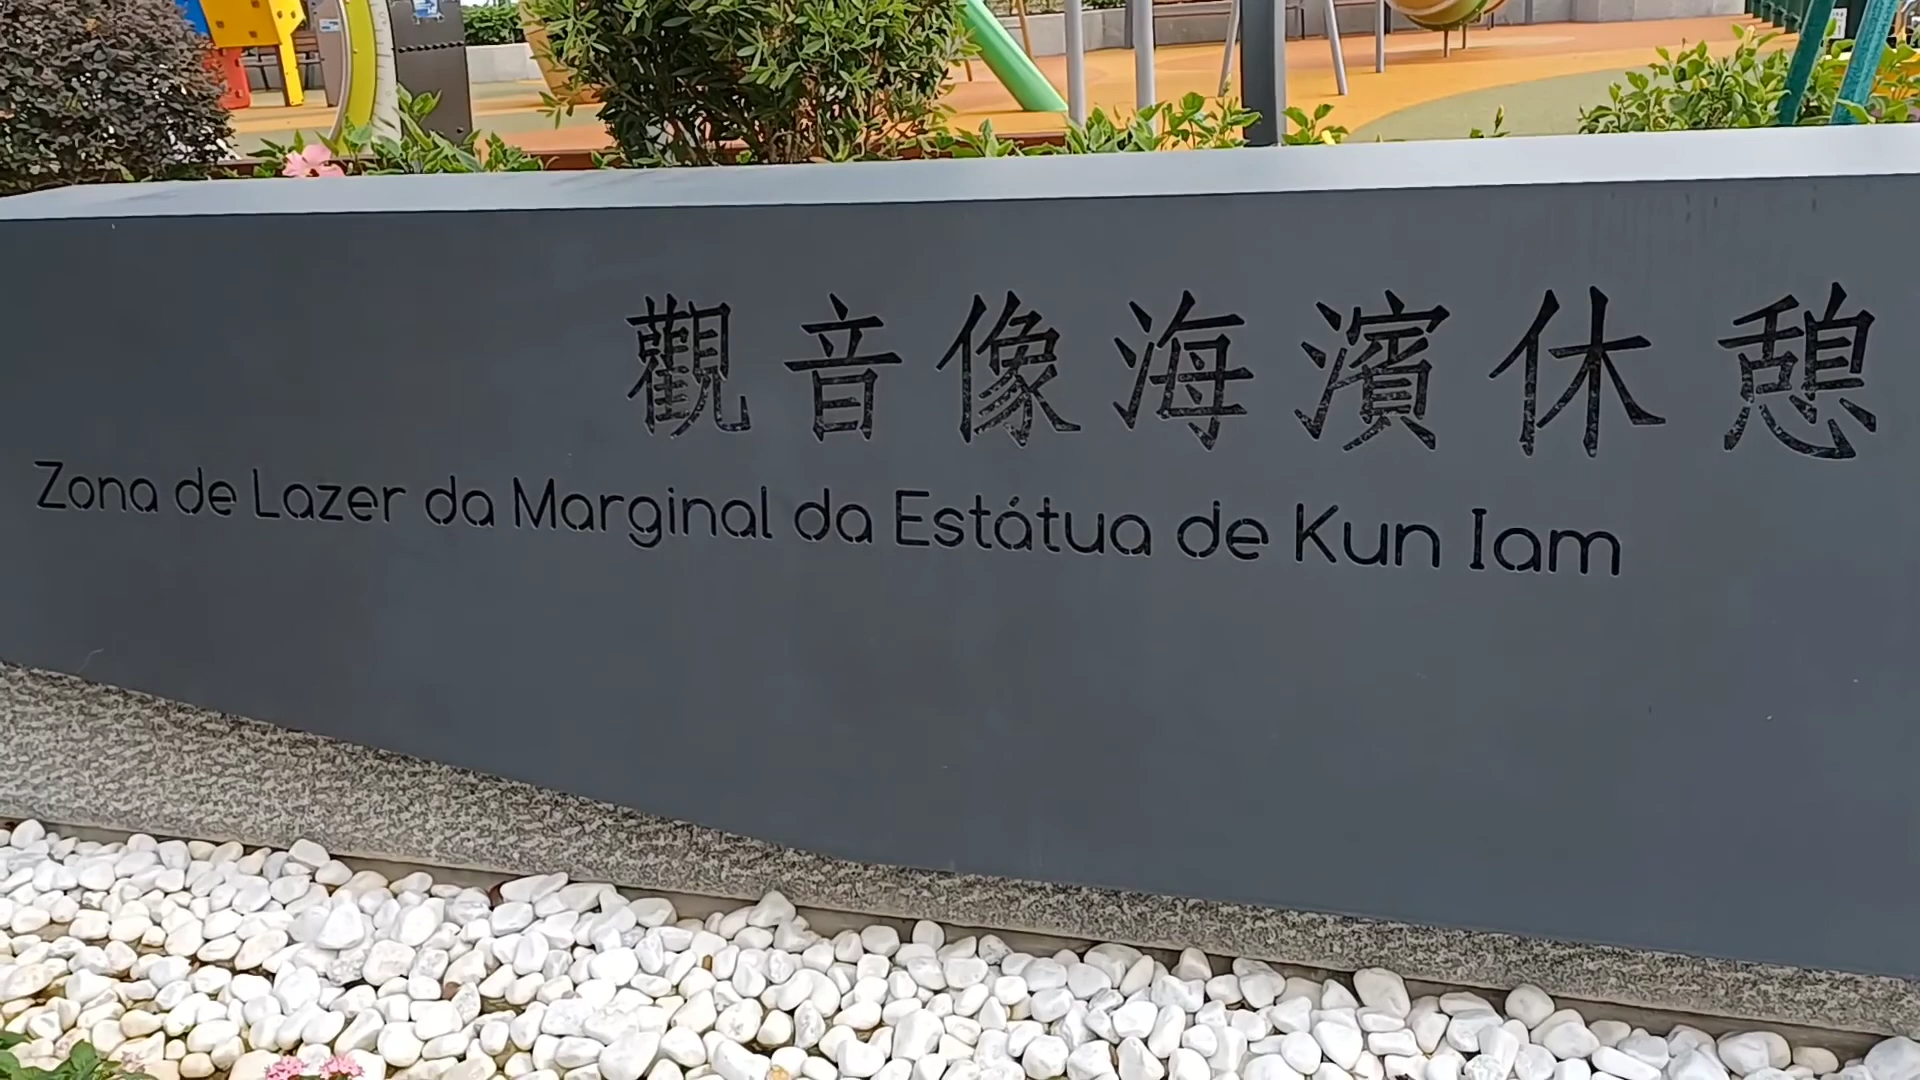 觀音像海濱休憩
Zona de Lazer da Marginal da Estátua de Kun Iam